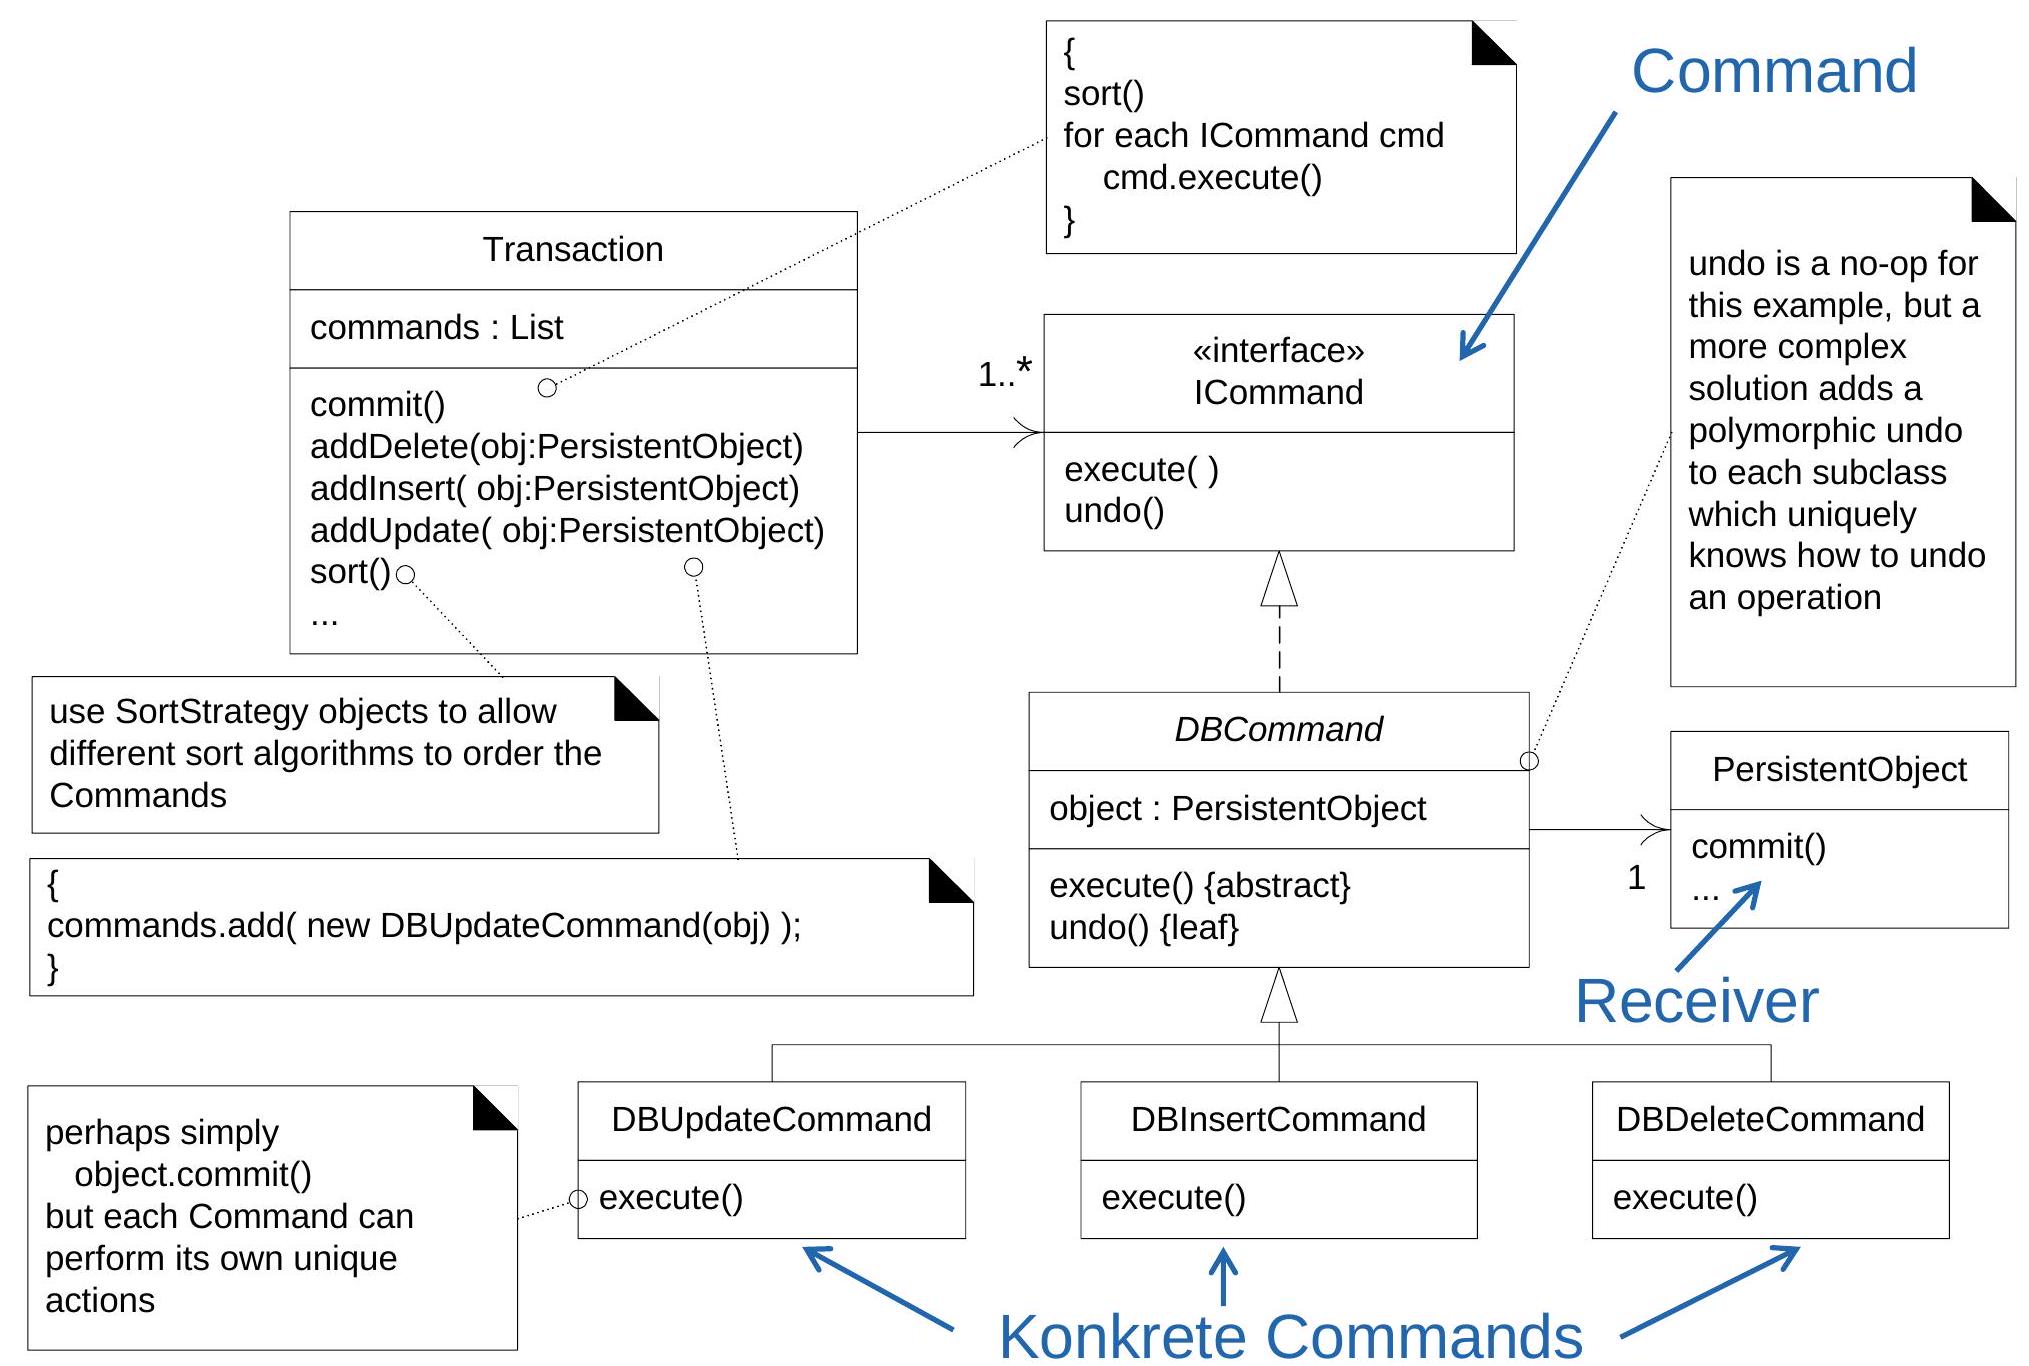 {
sort()
for each ICommand cmd
cmd.execute()
}
Command
Transaction
commands : List
commit()
addDelete(obj:PersistentObject)
addInsert( obj:PersistentObject)
addUpdate( obj:PersistentObject)
sort()
...
1..*
«interface»
ICommand
execute( )
undo()
undo is a no-op for
this example, but a
more complex
solution adds a
polymorphic undo
to each subclass
which uniquely
knows how to undo
an operation
use SortStrategy objects to allow
different sort algorithms to order the
Commands
{
commands.add( new DBUpdateCommand(obj) );
}
DBCommand
object : PersistentObject
execute() {abstract}
undo() {leaf}
1
PersistentObject
commit()
...
Receiver
perhaps simply
object.commit()
but each Command can
perform its own unique
actions
DBUpdateCommand
execute()
DBInsertCommand
execute()
DBDeleteCommand
execute()
Konkrete Commands